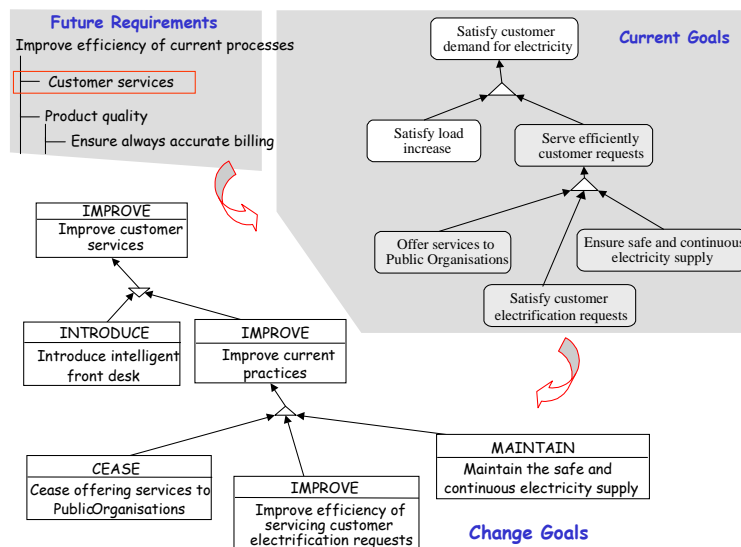 Future Requirements
Improve efficiency of current processes
Customer services
Product quality
Ensure always accurate billing
Current Goals
Satisfy customer
demand for electricity
Satisfy load
increase
Serve efficiently
customer requests
Offer services to
Public Organisations
Ensure safe and continuous
electricity supply
Satisfy customer
electrification requests
IMPROVE
Improve customer
services
INTRODUCE
Introduce intelligent
front desk
IMPROVE
Improve current
practices
CEASE
Cease offering services to
PublicOrganisations
IMPROVE
Improve efficiency of
servicing customer
electrification requests
MAINTAIN
Maintain the safe and
continuous electricity supply
Change Goals